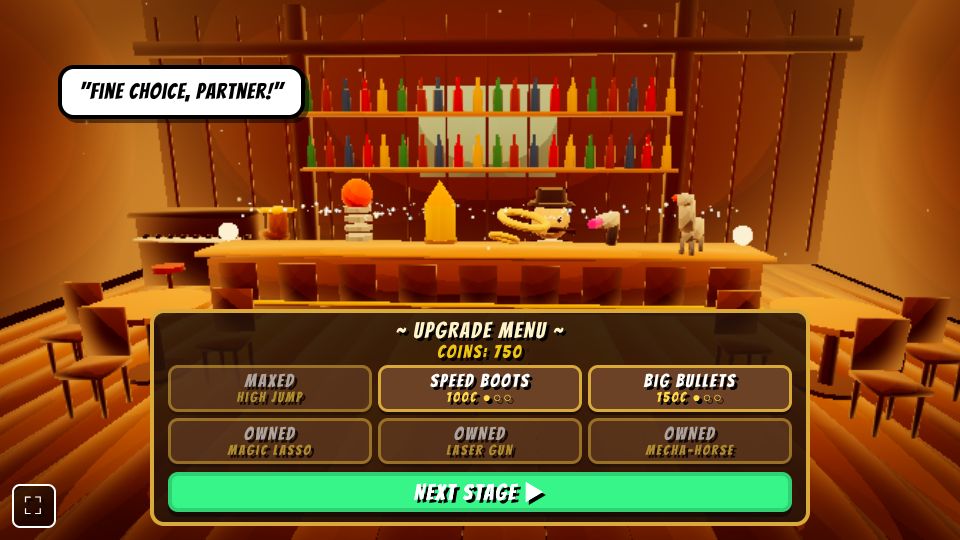 "FINE CHOICE, PARTNER!"
~ UPGRADE MENU ~
COINS: 750
MAXED
HIGH JUMP
SPEED BOOTS
100C ●○○
BIG BULLETS
150C ●○○
OWNED
MAGIC LASSO
OWNED
LASER GUN
OWNED
MECHA-HORSE
NEXT STAGE ▶